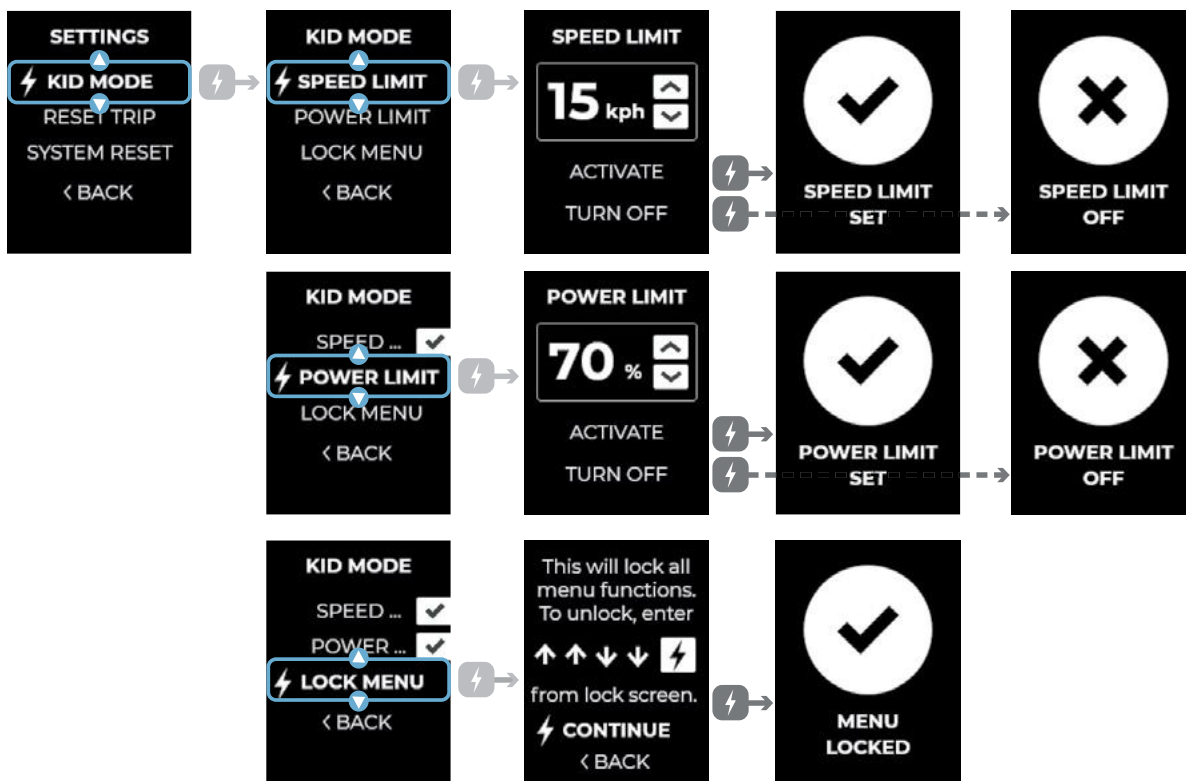 SETTINGS
KID MODE
RESET TRIP
SYSTEM RESET
< BACK
KID MODE
SPEED LIMIT
POWER LIMIT
LOCK MENU
< BACK
SPEED LIMIT
15 kph
ACTIVATE
TURN OFF
SPEED LIMIT
SET
SPEED LIMIT
OFF
KID MODE
SPEED ...
POWER LIMIT
LOCK MENU
< BACK
POWER LIMIT
70 %
ACTIVATE
TURN OFF
POWER LIMIT
SET
POWER LIMIT
OFF
KID MODE
SPEED ...
POWER ...
LOCK MENU
< BACK
This will lock all
menu functions.
To unlock, enter
↑ ↑ ↓ ↓
from lock screen.
CONTINUE
< BACK
MENU
LOCKED